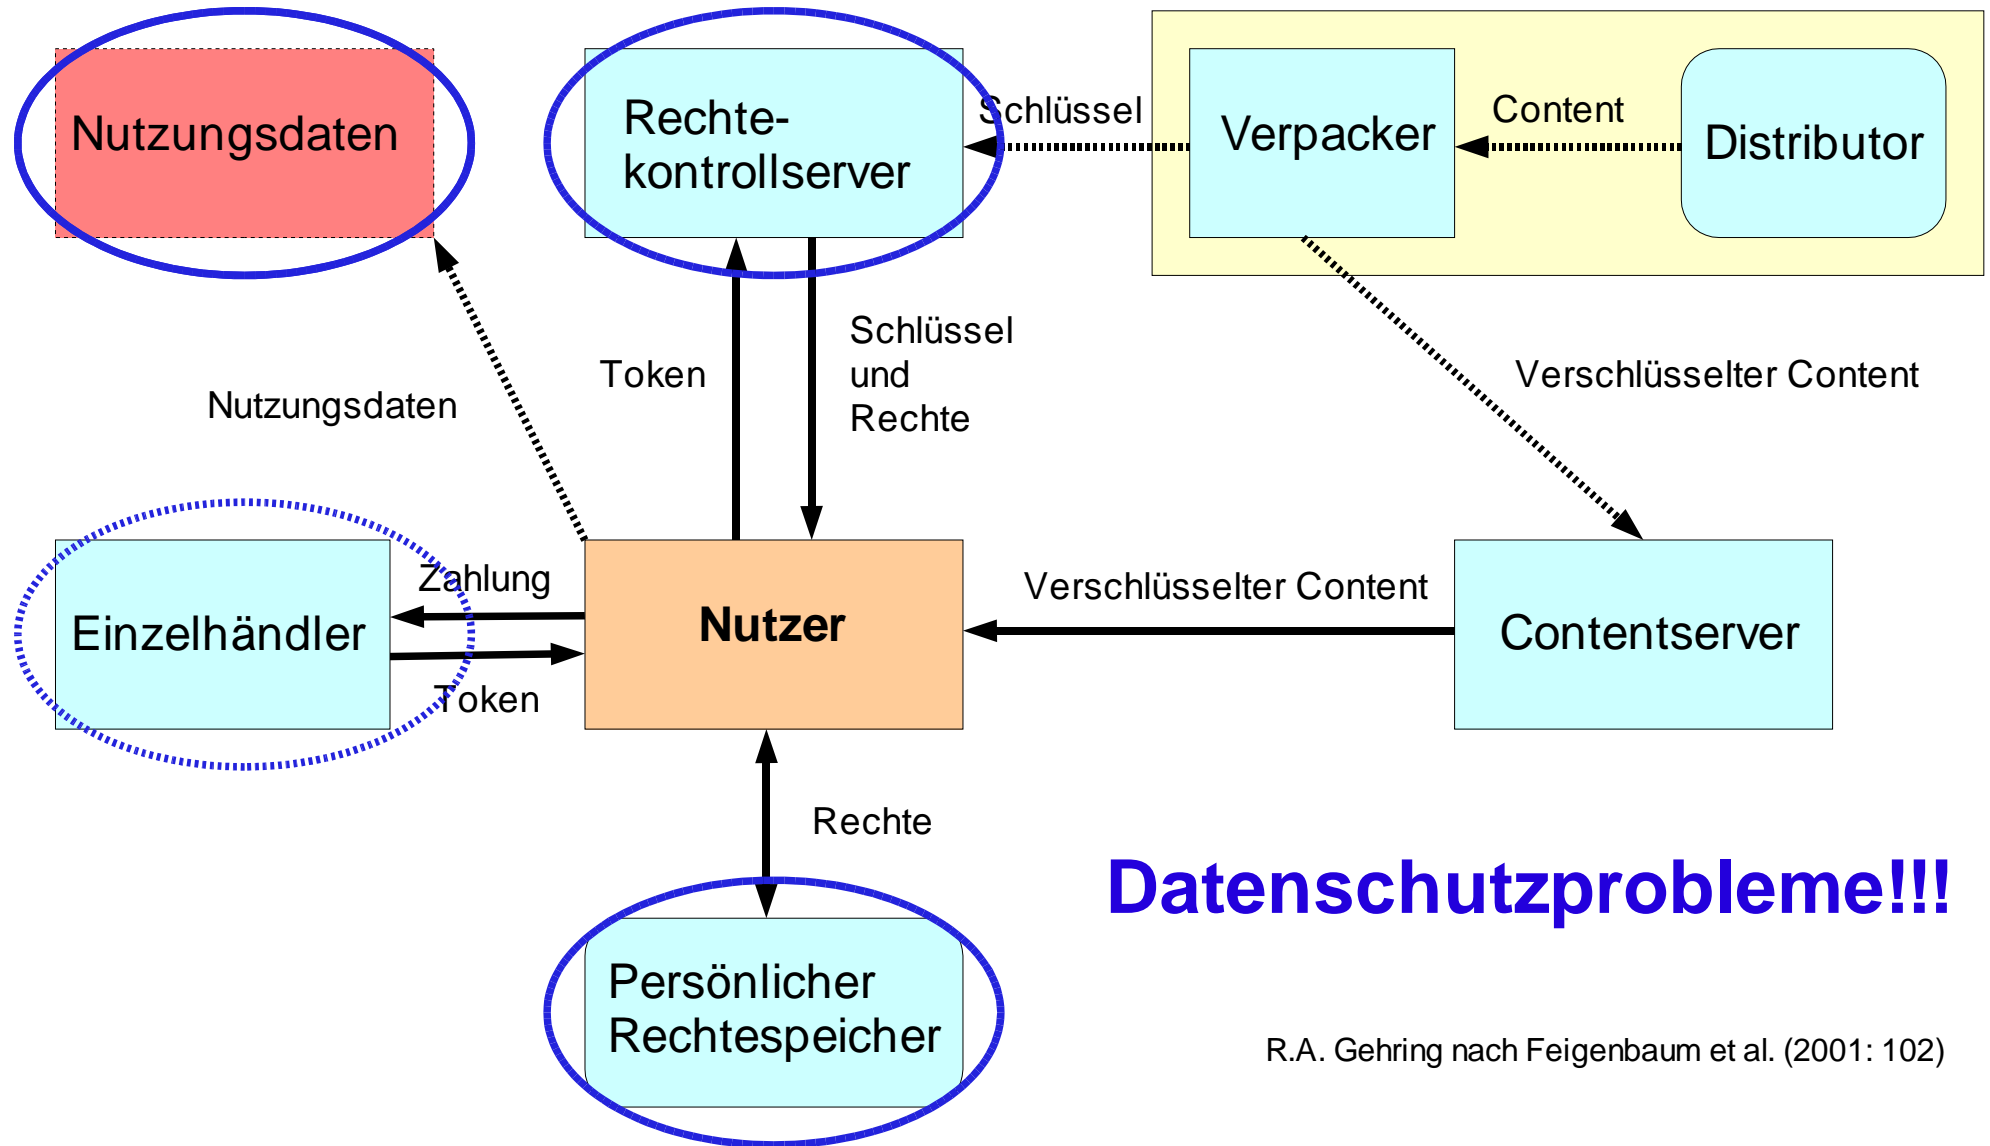 Nutzungsdaten
Rechte-
kontrollserver
Schlüssel
Verpacker
Content
Distributor
Nutzungsdaten
Token
Schlüssel
und
Rechte
Verschlüsselter Content
Einzelhändler
Zahlung
Token
Nutzer
Verschlüsselter Content
Contentserver
Rechte
Datenschutzprobleme!!!
Persönlicher
Rechtespeicher
R.A. Gehring nach Feigenbaum et al. (2001: 102)